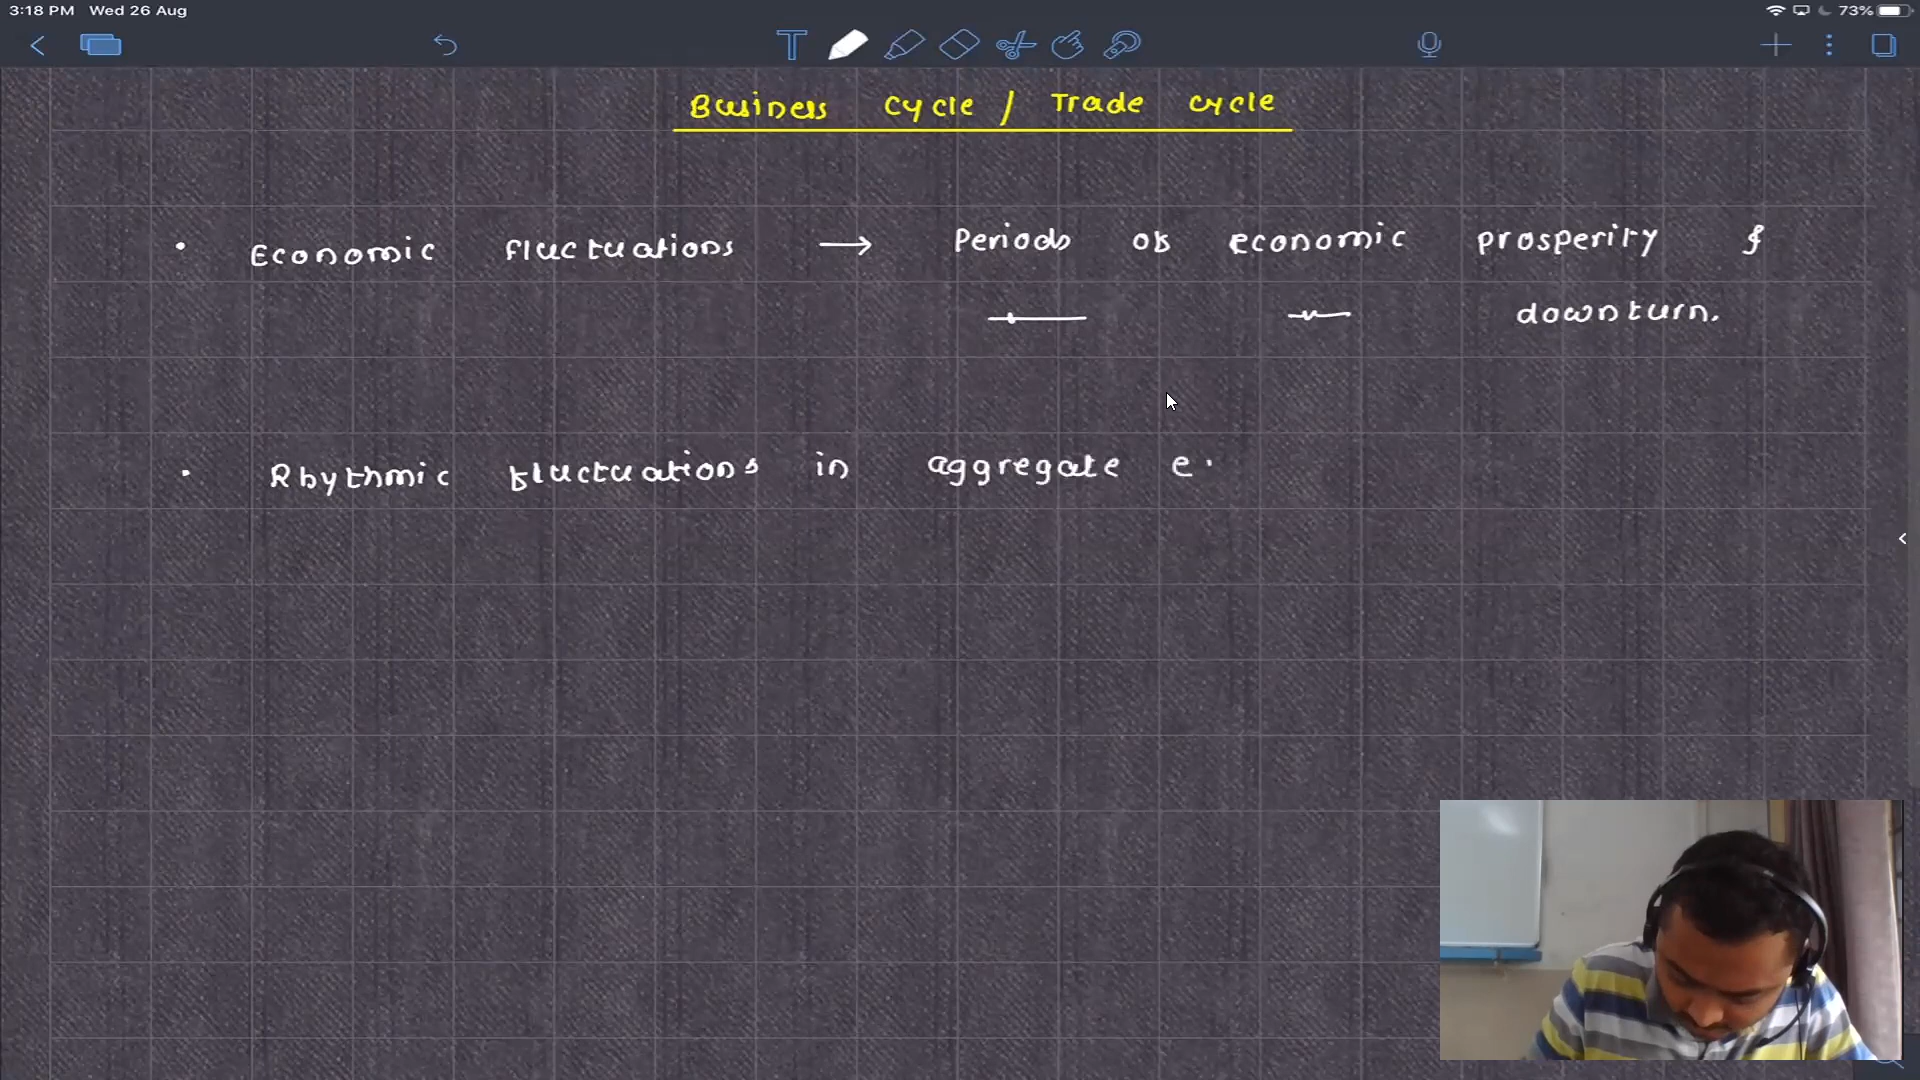 3:18 PM Wed 26 Aug 73%
T
Business cycle / Trade cycle
• Economic fluctuations → Periods of economic prosperity &
downturn.
• Rhythmic fluctuations in aggregate e.